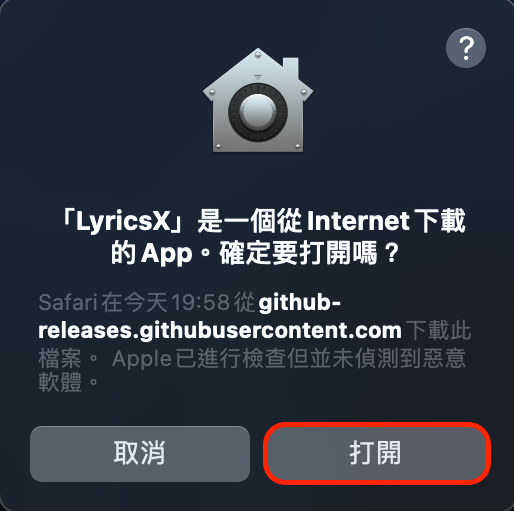 ?
「LyricsX」是一個從 Internet 下載
的 App。確定要打開嗎？
Safari 在今天 19:58 從 github-
releases.githubusercontent.com 下載此
檔案。 Apple 已進行檢查但並未偵測到惡意
軟體。
取消
打開